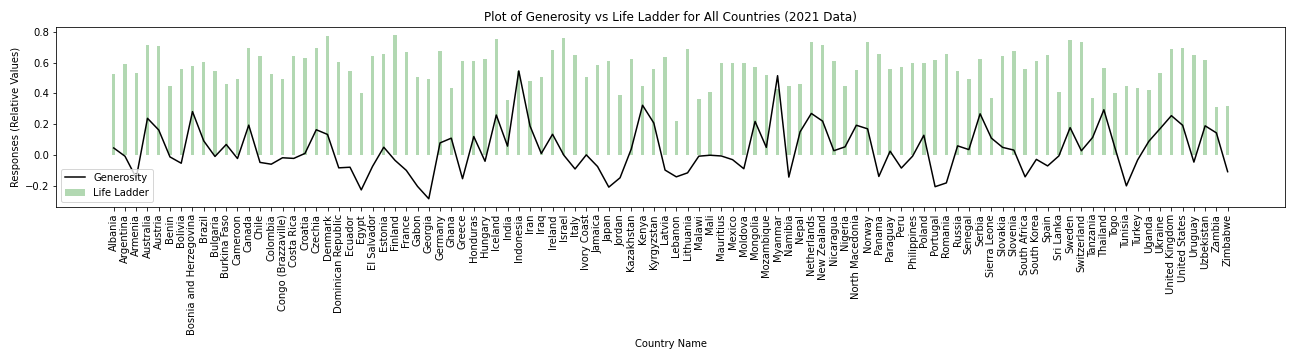 Plot of Generosity vs Life Ladder for All Countries (2021 Data)
Responses (Relative Values)
0.8
0.6
0.4
0.2
0.0
−0.2
Generosity
Life Ladder
Albania
Argentina
Armenia
Australia
Austria
Benin
Bolivia
Bosnia and Herzegovina
Brazil
Bulgaria
Burkina Faso
Cameroon
Canada
Chile
Colombia
Congo (Brazzaville)
Costa Rica
Croatia
Czechia
Denmark
Dominican Republic
Ecuador
Egypt
El Salvador
Estonia
Finland
France
Gabon
Georgia
Germany
Ghana
Greece
Honduras
Hungary
Iceland
India
Indonesia
Iran
Iraq
Ireland
Israel
Italy
Ivory Coast
Jamaica
Japan
Jordan
Kazakhstan
Kenya
Kyrgyzstan
Latvia
Lebanon
Lithuania
Malawi
Mali
Mauritius
Mexico
Moldova
Mongolia
Mozambique
Myanmar
Namibia
Nepal
Netherlands
New Zealand
Nicaragua
Nigeria
North Macedonia
Norway
Panama
Paraguay
Peru
Philippines
Poland
Portugal
Romania
Russia
Senegal
Serbia
Sierra Leone
Slovakia
Slovenia
South Africa
South Korea
Spain
Sri Lanka
Sweden
Switzerland
Tanzania
Thailand
Togo
Tunisia
Turkey
Uganda
Ukraine
United Kingdom
United States
Uruguay
Uzbekistan
Zambia
Zimbabwe
Country Name